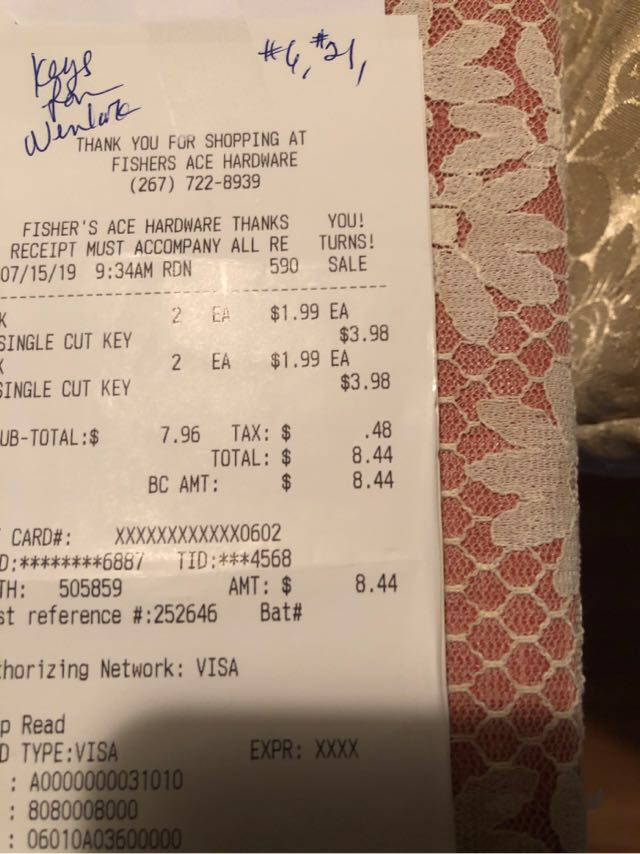 Keys
#6, #21,
THANK YOU FOR SHOPPING AT
FISHERS ACE HARDWARE
(267) 722-8939
FISHER'S ACE HARDWARE THANKS YOU!
RECEIPT MUST ACCOMPANY ALL RE TURNS!
07/15/19 9:34AM RDN 590 SALE
K 2 EA $1.99 EA
SINGLE CUT KEY $3.98
K 2 EA $1.99 EA
SINGLE CUT KEY $3.98
UB-TOTAL:$ 7.96 TAX: $ .48
TOTAL: $ 8.44
BC AMT: $ 8.44
CARD#: XXXXXXXXXXXX0602
D:********6887 TID:***4568
TH: 505859 AMT: $ 8.44
st reference #:252646 Bat#
thorizing Network: VISA
p Read
D TYPE:VISA EXPR: XXXX
: A0000000031010
: 8080008000
: 06010A03600000